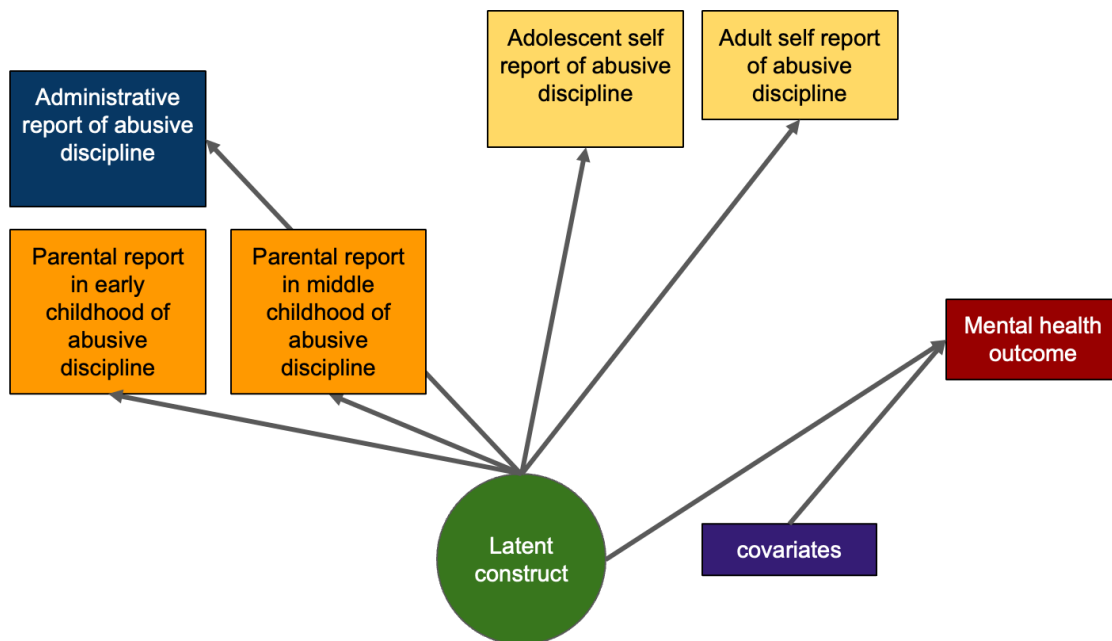 Administrative
report of abusive
discipline
Adolescent self
report of abusive
discipline
Adult self report
of abusive
discipline
Parental report
in early
childhood of
abusive
discipline
Parental report
in middle
childhood of
abusive
discipline
Mental health
outcome
Latent
construct
covariates